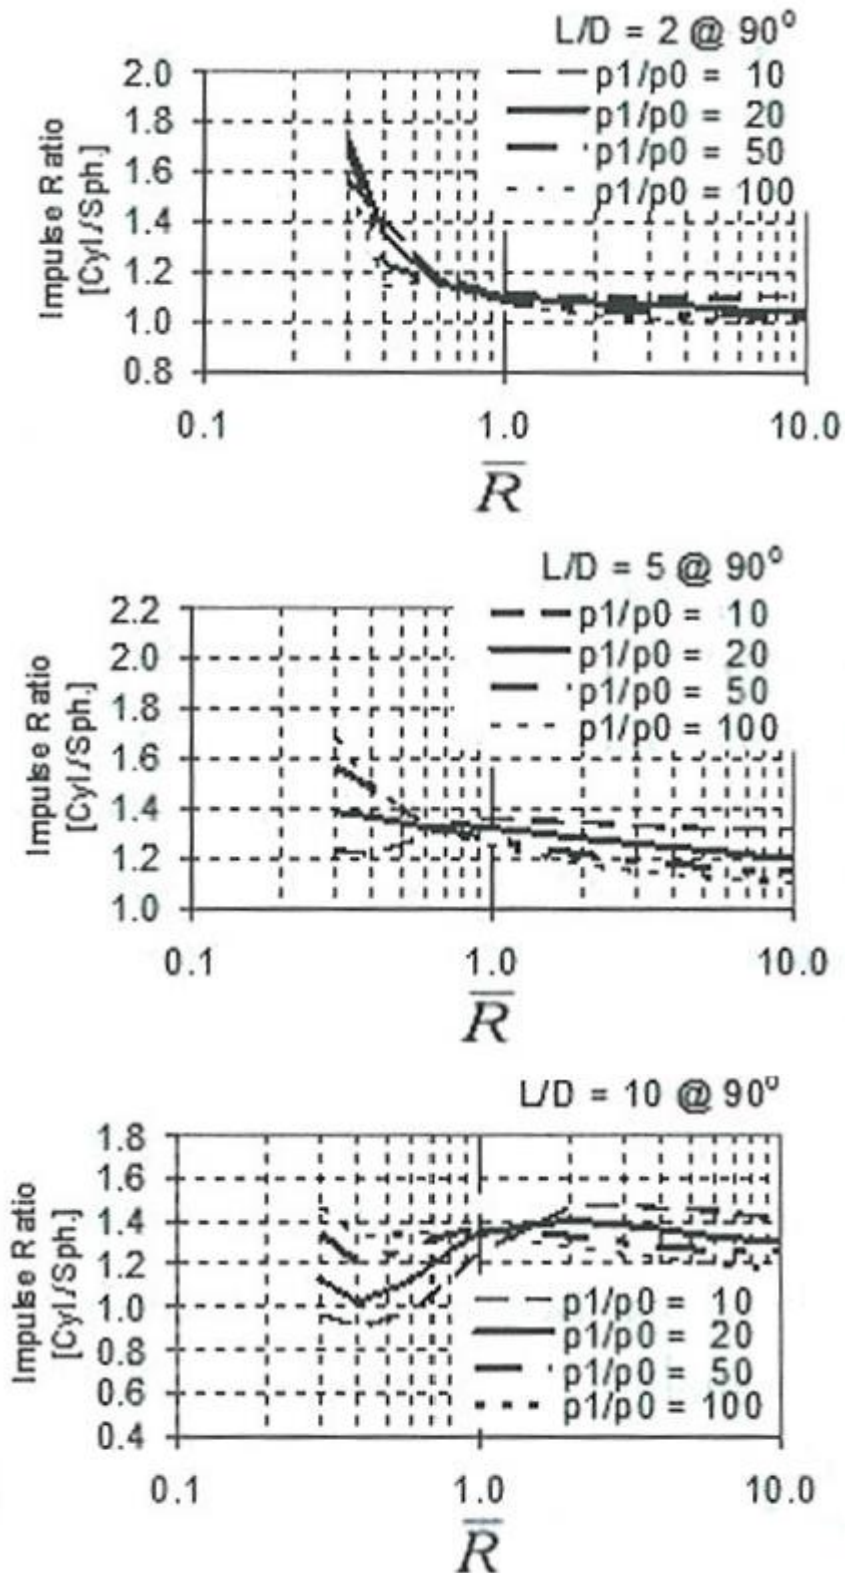 L/D = 2 @ 90⁰
p1/p0 = 10
p1/p0 = 20
p1/p0 = 50
p1/p0 = 100
Impulse Ratio
[Cyl./Sph.]
2.0
1.8
1.6
1.4
1.2
1.0
0.8
0.1 1.0 10.0
R̅
L/D = 5 @ 90⁰
p1/p0 = 10
p1/p0 = 20
p1/p0 = 50
p1/p0 = 100
Impulse Ratio
[Cyl./Sph.]
2.2
2.0
1.8
1.6
1.4
1.2
1.0
0.1 1.0 10.0
R̅
L/D = 10 @ 90⁰
Impulse Ratio
[Cyl./Sph.]
1.8
1.6
1.4
1.2
1.0
0.8
0.6
0.4
p1/p0 = 10
p1/p0 = 20
p1/p0 = 50
p1/p0 = 100
0.1 1.0 10.0
R̅